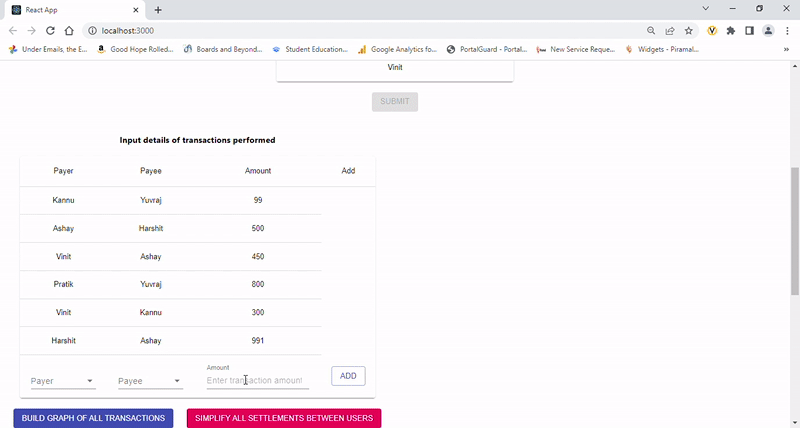 React App
localhost:3000
Under Emails, the E...
Good Hope Rolled...
Boards and Beyond...
Student Education...
Google Analytics fo...
PortalGuard - Portal...
New Service Reque...
Widgets - Piramal...
Vinit
SUBMIT
Input details of transactions performed
Payer Payee Amount Add
Kannu Yuvraj 99
Ashay Harshit 500
Vinit Ashay 450
Pratik Yuvraj 800
Vinit Kannu 300
Harshit Ashay 991
Amount
Payer Payee Enter transaction amount ADD
BUILD GRAPH OF ALL TRANSACTIONS
SIMPLIFY ALL SETTLEMENTS BETWEEN USERS